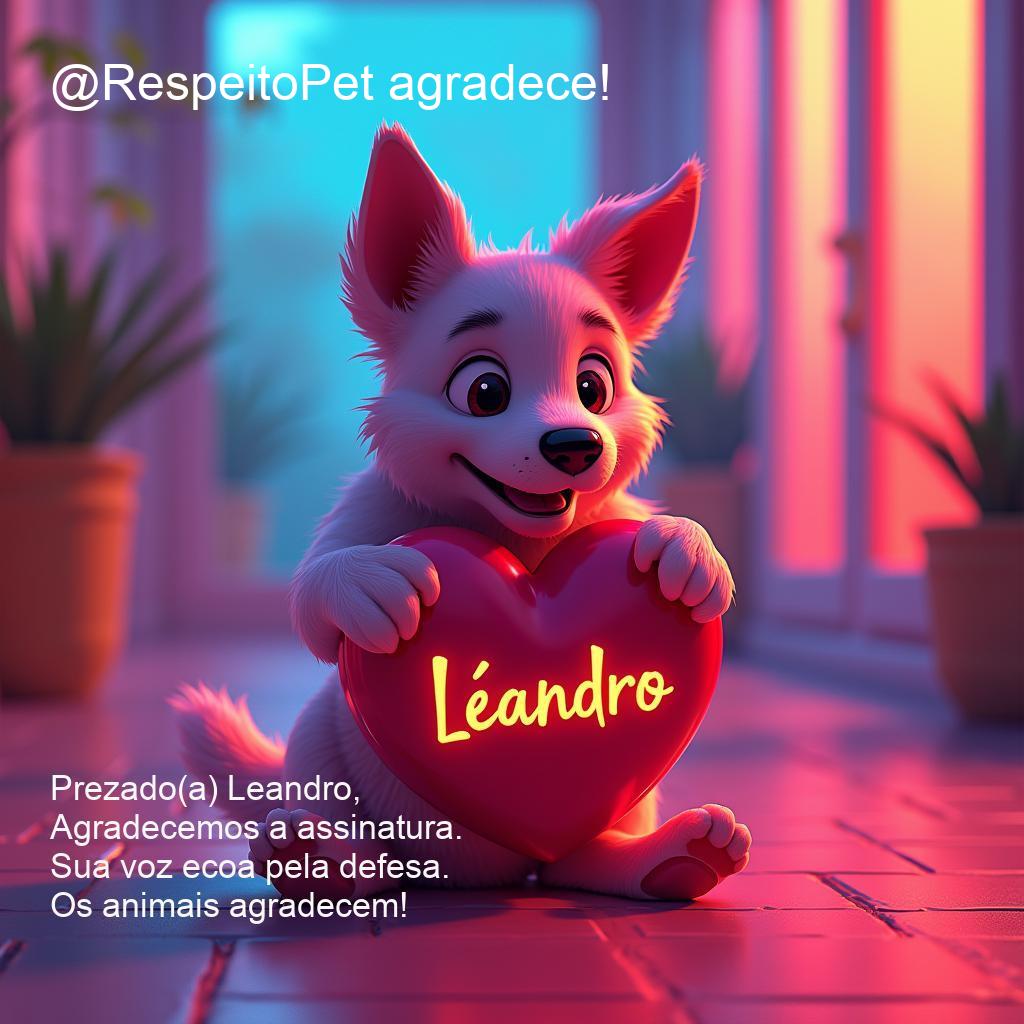 @RespeitoPet agradece!
Léandro
Prezado(a) Leandro,
Agradecemos a assinatura.
Sua voz ecoa pela defesa.
Os animais agradecem!